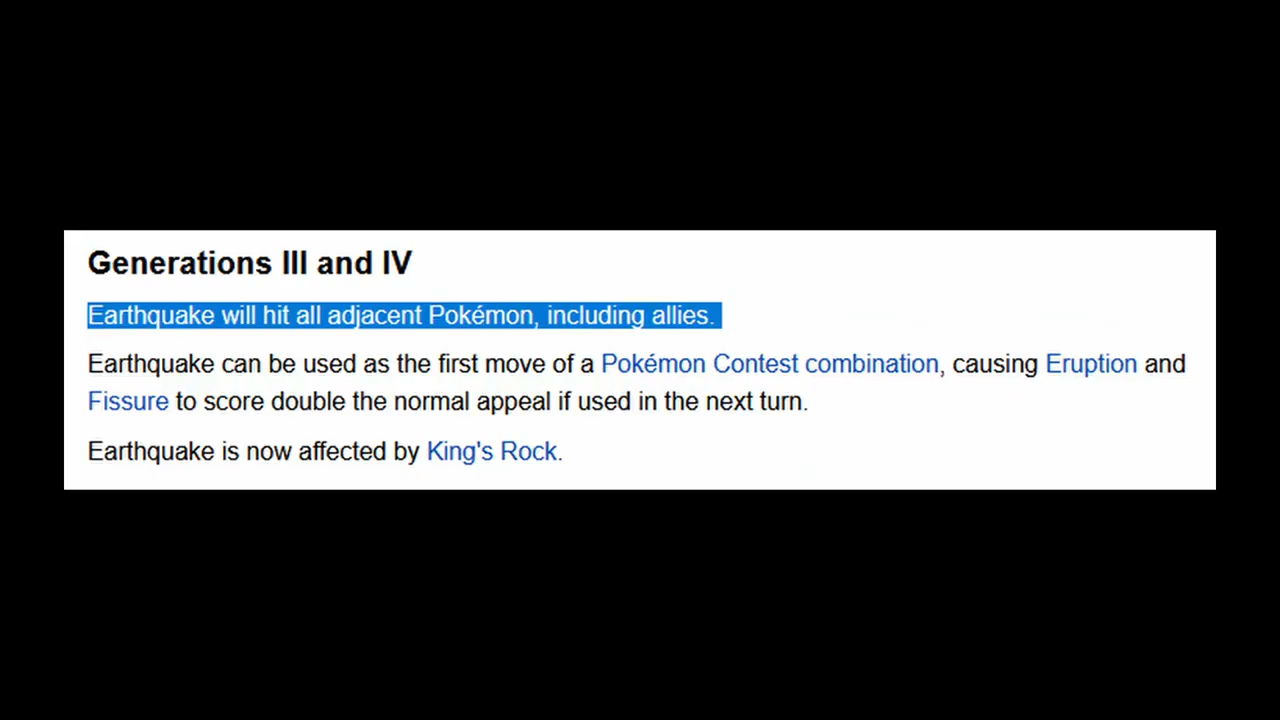 Generations III and IV
Earthquake will hit all adjacent Pokémon, including allies.
Earthquake can be used as the first move of a Pokémon Contest combination, causing Eruption and
Fissure to score double the normal appeal if used in the next turn.
Earthquake is now affected by King's Rock.